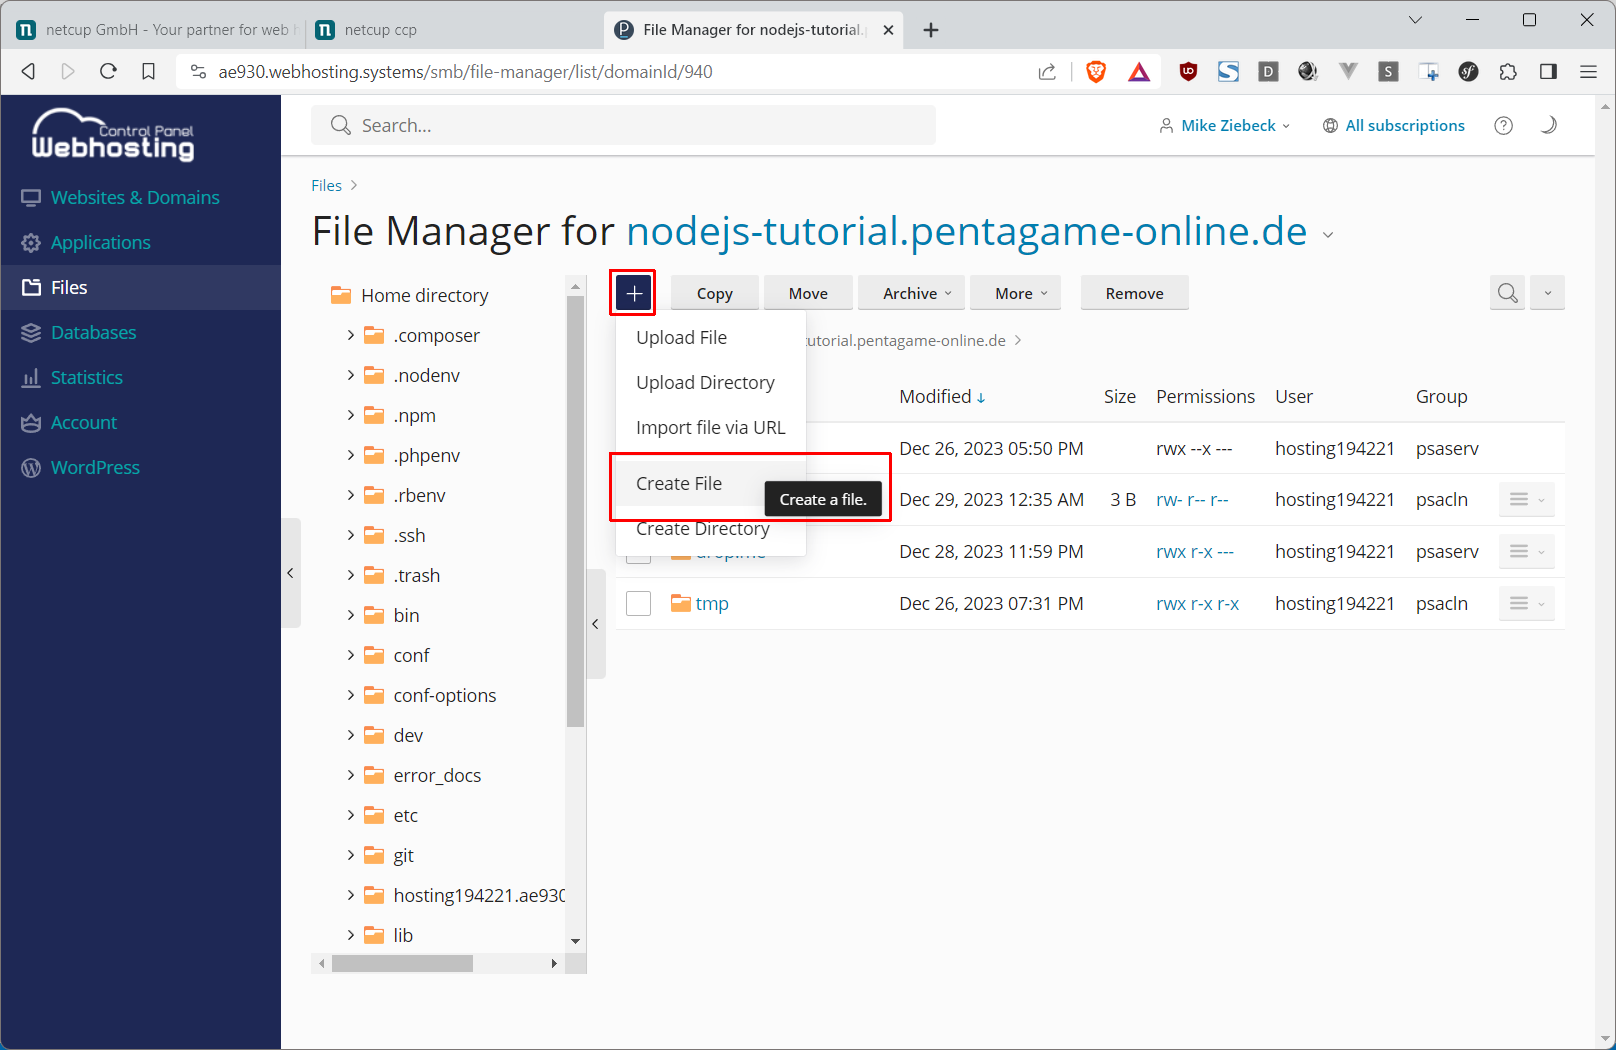 netcup GmbH - Your partner for web h
netcup ccp
File Manager for nodejs-tutorial.
ae930.webhosting.systems/smb/file-manager/list/domainId/940
Control Panel
Webhosting
Search...
Mike Ziebeck
All subscriptions
Websites & Domains
Applications
Files
Databases
Statistics
Account
WordPress
Files
File Manager for nodejs-tutorial.pentagame-online.de
Home directory
.composer
.nodenv
.npm
.phpenv
.rbenv
.ssh
.trash
bin
conf
conf-options
dev
error_docs
etc
git
hosting194221.ae930
lib
Copy
Move
Archive
More
Remove
Upload File
Upload Directory
Import file via URL
Create File
Create a file.
Create Directory
tutorial.pentagame-online.de
Modified Size Permissions User Group
Dec 26, 2023 05:50 PM rwx --x --- hosting194221 psaserv
Dec 29, 2023 12:35 AM 3 B rw- r-- r-- hosting194221 psacln
Dec 28, 2023 11:59 PM rwx r-x --- hosting194221 psaserv
tmp Dec 26, 2023 07:31 PM rwx r-x r-x hosting194221 psacln